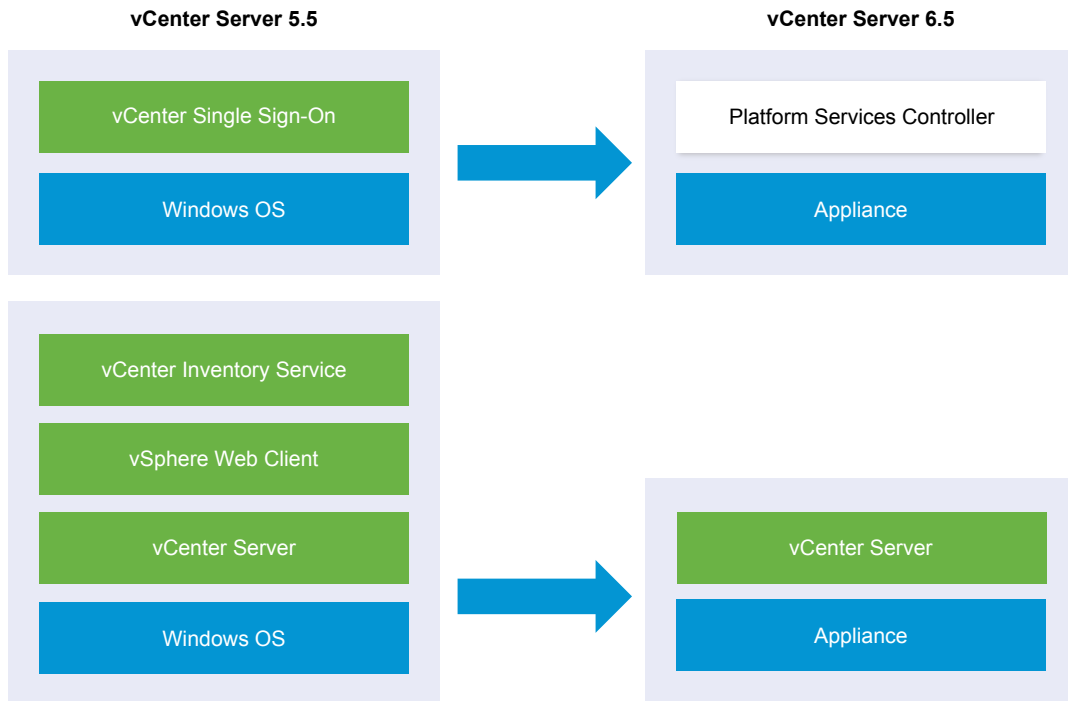 vCenter Server 5.5
vCenter Server 6.5
vCenter Single Sign-On
Platform Services Controller
Windows OS
Appliance
vCenter Inventory Service
vSphere Web Client
vCenter Server
vCenter Server
Windows OS
Appliance